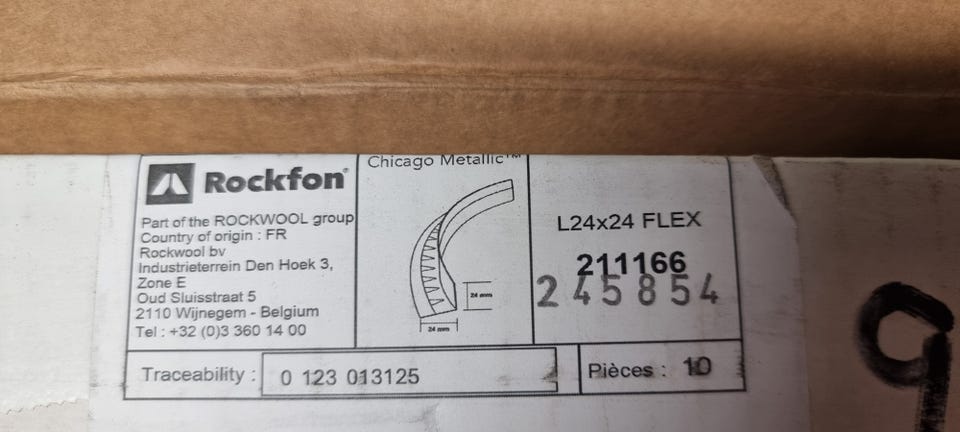 Rockfon®
Part of the ROCKWOOL group
Country of origin : FR
Rockwool bv
Industrieterrein Den Hoek 3,
Zone E
Oud Sluisstraat 5
2110 Wijnegem - Belgium
Tel : +32 (0)3 360 14 00
Chicago Metallic™
24 mm
24 mm
L24x24 FLEX
211166
245854
Traceability : 0 123 013125
Pièces : 10
9